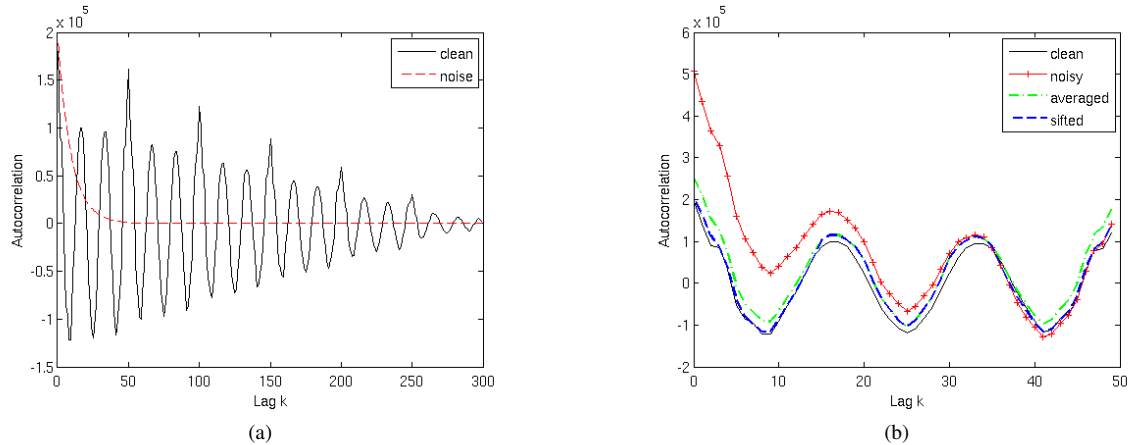 x 10^5
2
1.5
1
0.5
0
-0.5
-1
-1.5
0 50 100 150 200 250 300
Lag k
Autocorrelation
clean
noise
(a)
x 10^5
6
5
4
3
2
1
0
-1
-2
0 10 20 30 40 50
Lag k
Autocorrelation
clean
noisy
averaged
sifted
(b)